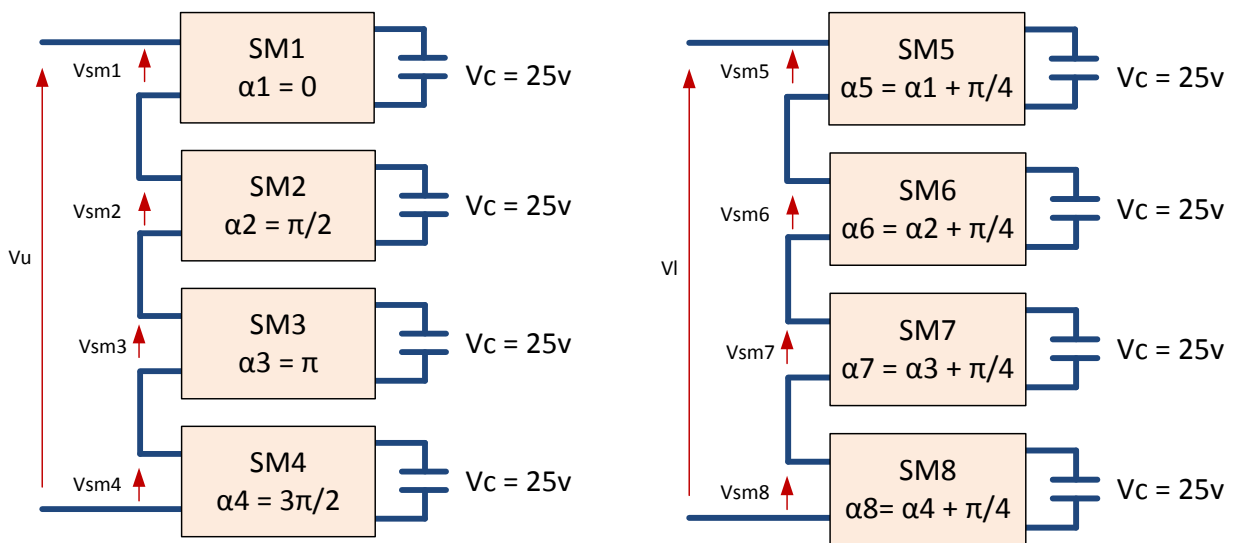 SM1
α1 = 0
Vsm1
Vc = 25v
SM2
α2 = π/2
Vsm2
Vc = 25v
Vu
SM3
α3 = π
Vsm3
Vc = 25v
SM4
α4 = 3π/2
Vsm4
Vc = 25v
SM5
α5 = α1 + π/4
Vsm5
Vc = 25v
SM6
α6 = α2 + π/4
Vsm6
Vc = 25v
Vl
SM7
α7 = α3 + π/4
Vsm7
Vc = 25v
SM8
α8= α4 + π/4
Vsm8
Vc = 25v